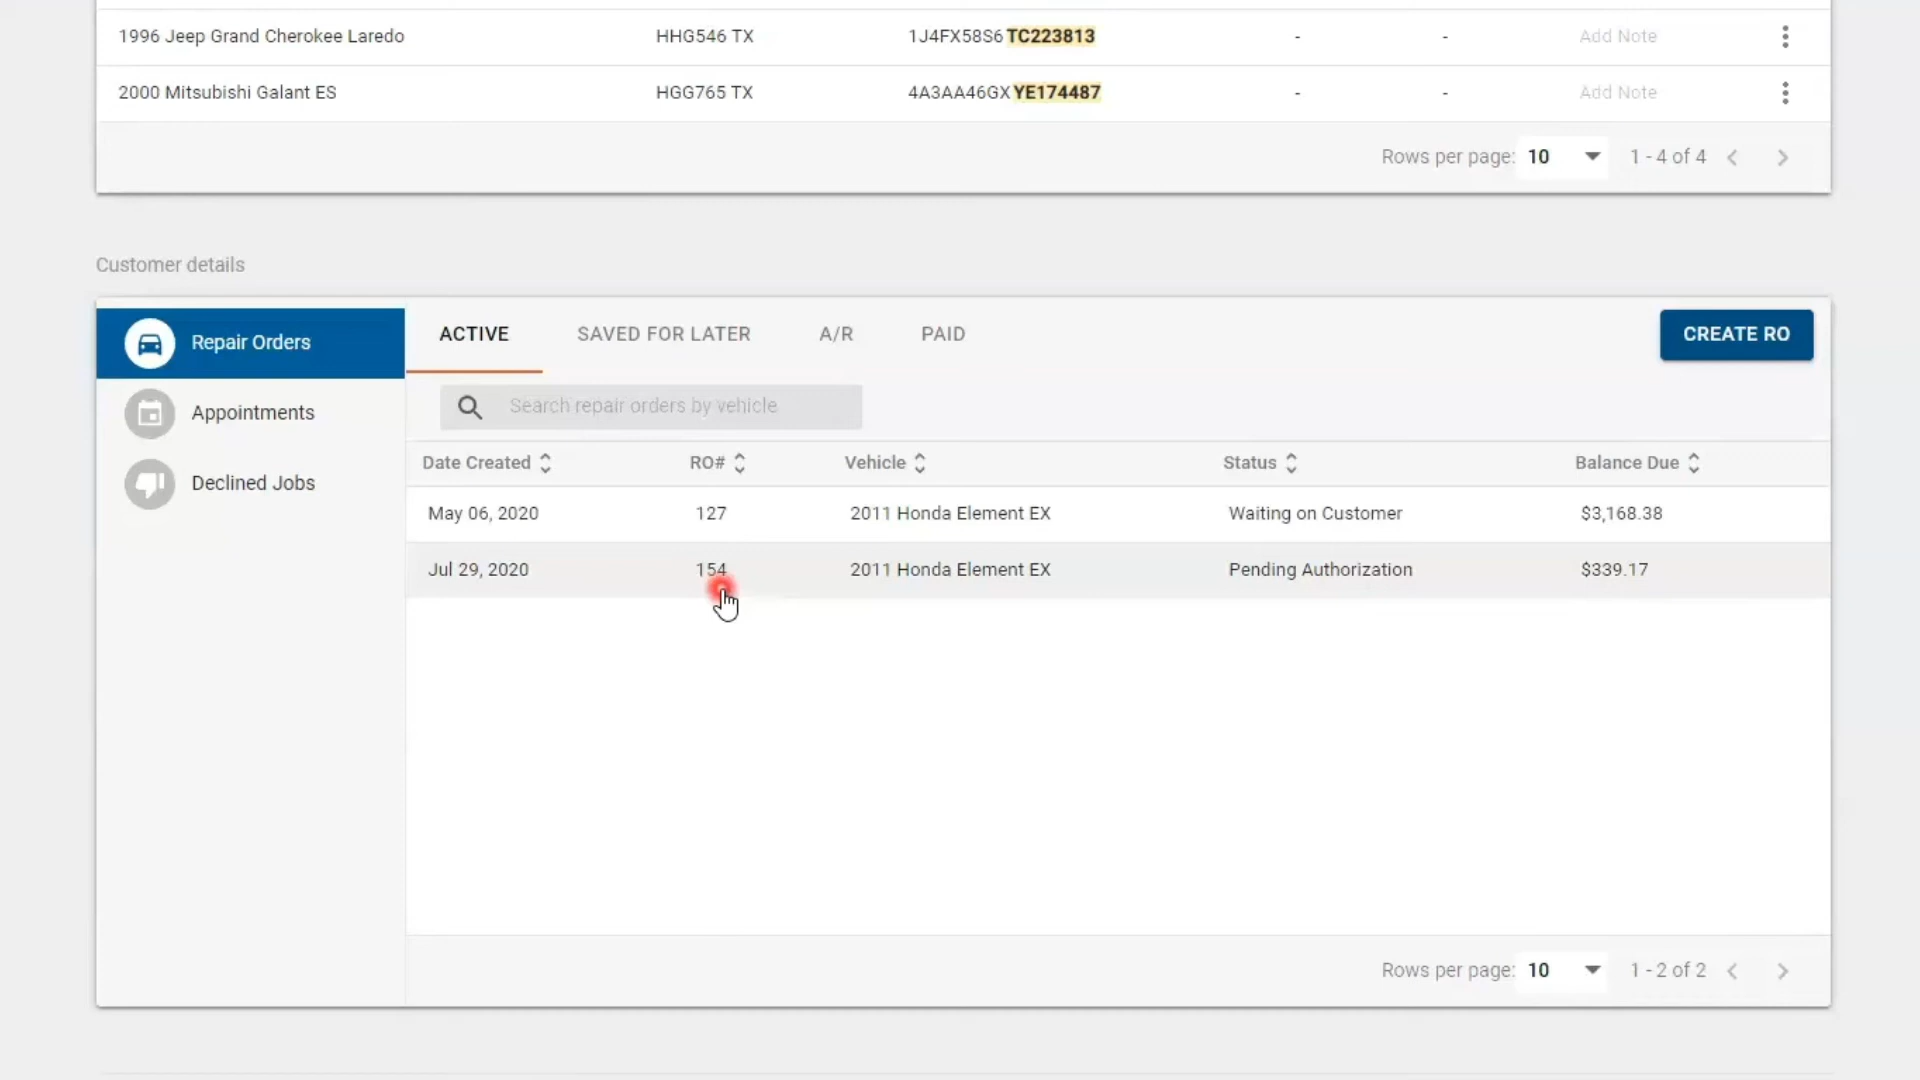 1996 Jeep Grand Cherokee Laredo HHG546 TX 1J4FX58S6TC223813 - - Add Note
2000 Mitsubishi Galant ES HGG765 TX 4A3AA46GXYE174487 - - Add Note
Rows per page: 10 1 - 4 of 4
Customer details
Repair Orders
Appointments
Declined Jobs
ACTIVE SAVED FOR LATER A/R PAID CREATE RO
Search repair orders by vehicle
Date Created RO# Vehicle Status Balance Due
May 06, 2020 127 2011 Honda Element EX Waiting on Customer $3,168.38
Jul 29, 2020 154 2011 Honda Element EX Pending Authorization $339.17
Rows per page: 10 1 - 2 of 2